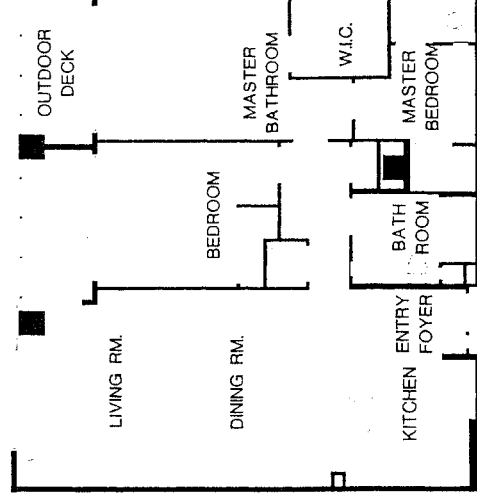 OUTDOOR
DECK
MASTER
BATHROOM
W.I.C.
MASTER
BEDROOM
BEDROOM
BATH
ROOM
LIVING RM.
DINING RM.
KITCHEN
ENTRY
FOYER